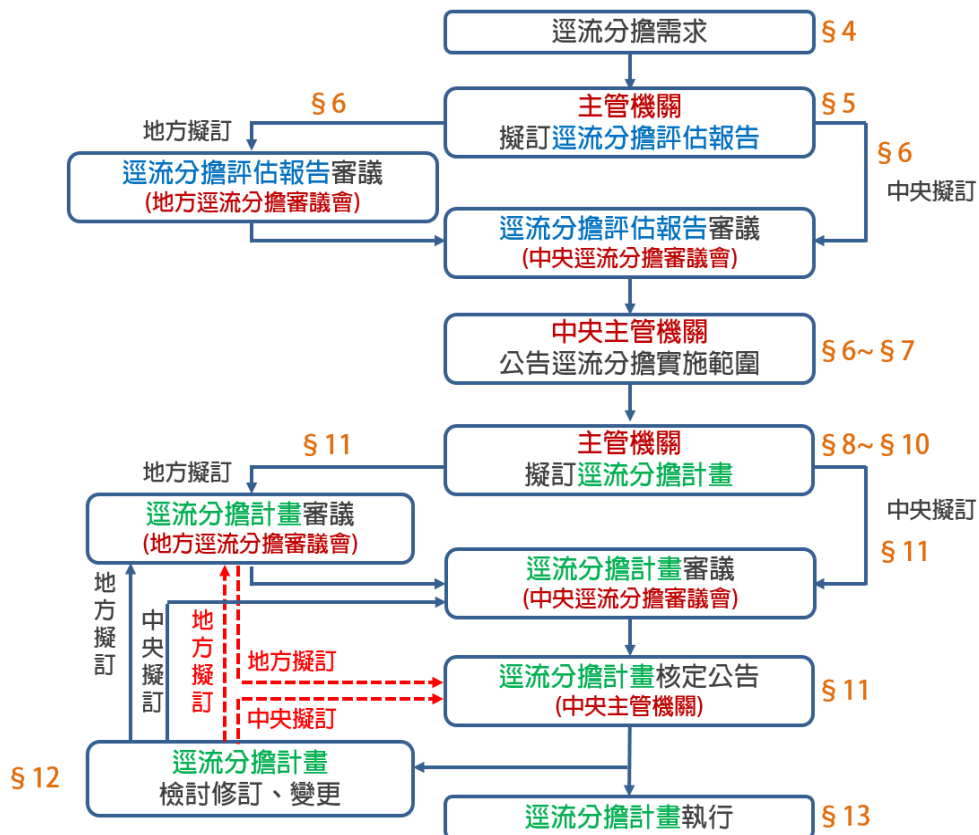 逕流分擔需求
§4
主管機關
擬訂逕流分擔評估報告
§5
§6
地方擬訂
§6
中央擬訂
逕流分擔評估報告審議
(地方逕流分擔審議會)
逕流分擔評估報告審議
(中央逕流分擔審議會)
中央主管機關
公告逕流分擔實施範圍
§6~§7
主管機關
擬訂逕流分擔計畫
§8~§10
§11
地方擬訂
中央擬訂
§11
逕流分擔計畫審議
(地方逕流分擔審議會)
逕流分擔計畫審議
(中央逕流分擔審議會)
地方擬訂
中央擬訂
地方擬訂
地方擬訂
中央擬訂
逕流分擔計畫核定公告
(中央主管機關)
§11
§12
逕流分擔計畫
檢討修訂、變更
逕流分擔計畫執行
§13